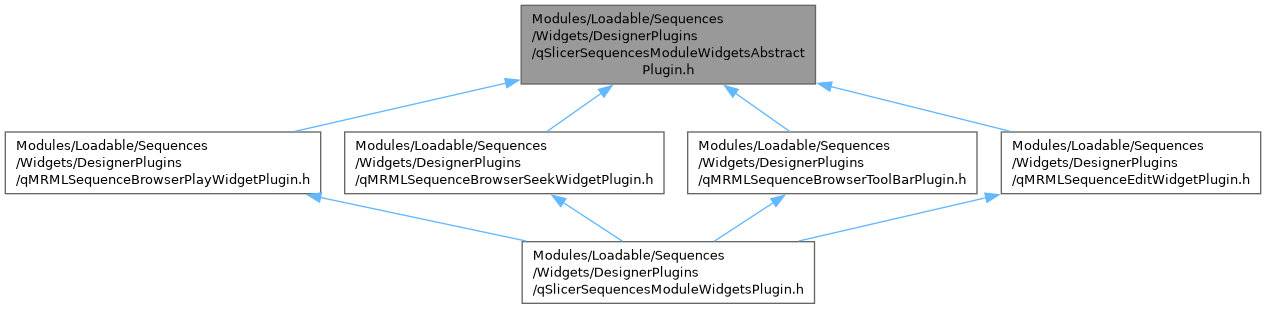 Modules/Loadable/Sequences
/Widgets/DesignerPlugins
/qSlicerSequencesModuleWidgetsAbstract
Plugin.h
Modules/Loadable/Sequences
/Widgets/DesignerPlugins
/qMRMLSequenceBrowserPlayWidgetPlugin.h
Modules/Loadable/Sequences
/Widgets/DesignerPlugins
/qMRMLSequenceBrowserSeekWidgetPlugin.h
Modules/Loadable/Sequences
/Widgets/DesignerPlugins
/qMRMLSequenceBrowserToolBarPlugin.h
Modules/Loadable/Sequences
/Widgets/DesignerPlugins
/qMRMLSequenceEditWidgetPlugin.h
Modules/Loadable/Sequences
/Widgets/DesignerPlugins
/qSlicerSequencesModuleWidgetsPlugin.h